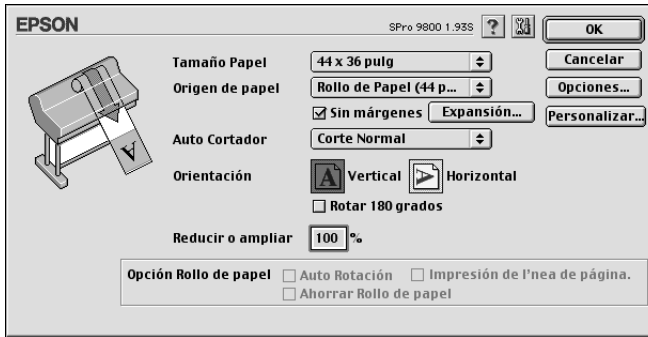 EPSON
SPro 9800 1.93S
OK
Tamaño Papel 44 x 36 pulg
Cancelar
Origen de papel Rollo de Papel (44 p...
Opciones...
Sin márgenes Expansión...
Personalizar...
Auto Cortador Corte Normal
Orientación A Vertical A Horizontal
Rotar 180 grados
Reducir o ampliar 100 %
Opción Rollo de papel Auto Rotación Impresión de l'nea de página.
Ahorrar Rollo de papel
A